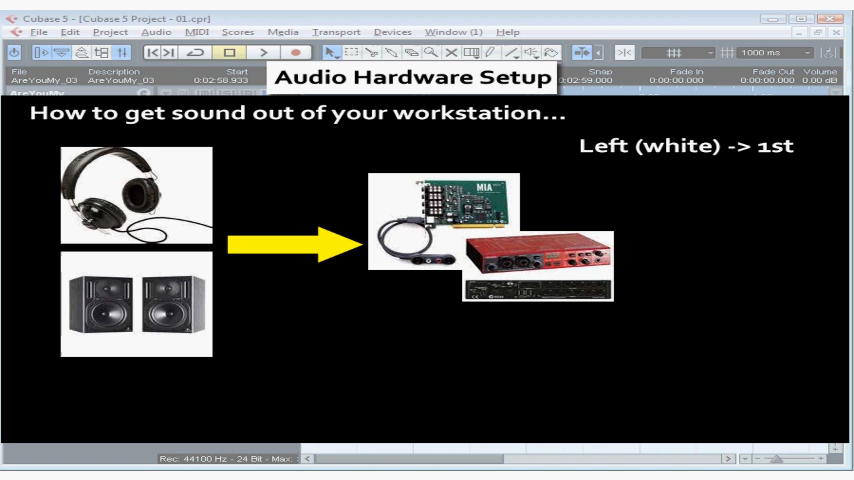 Cubase 5 - [Cubase 5 Project - 01.cpr]
File Edit Project Audio MIDI Scores Media Transport Devices Window (1) Help
1000 ms
File Description Start Snap Fade In Fade Out Volume
AreYouMy_03 AreYouMy_03 0:02:58.933 0:02:59.000 0:00:00.000 0:00:00.000 0.00 dB
Audio Hardware Setup
AreYouMy
How to get sound out of your workstation...
Left (white) -> 1st
MIA
Rec: 44100 Hz - 24 Bit - Max: